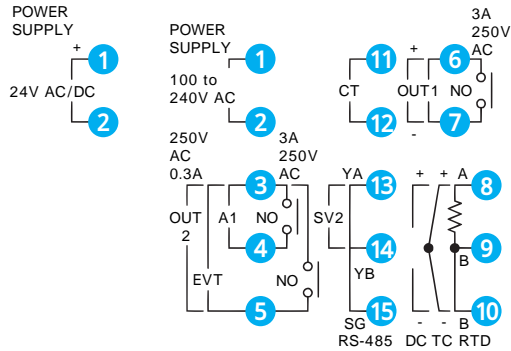 POWER
SUPPLY
+
1
24V AC/DC
2
POWER
SUPPLY
1
100 to
240V AC
2
11
CT
12
3A
250V
AC
+
6
OUT1
NO
7
-
250V
AC
0.3A
3A
250V
AC
3
OUT
2
A1
NO
4
EVT
NO
5
YA
13
SV2
14
YB
15
SG
RS-485
+
+
A
8
9
B
10
-
-
B
DC
TC
RTD